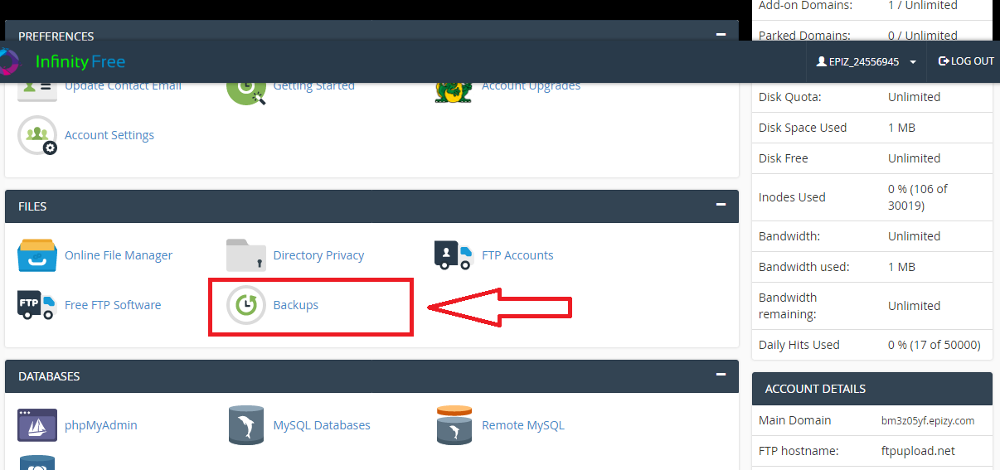 Add-on Domains: 1 / Unlimited
PREFERENCES
Parked Domains: 0 / Unlimited
InfinityFree
EPIZ_24556945
LOG OUT
Update Contact Email
Getting Started
Account Upgrades
Account Settings
FILES
Online File Manager
Directory Privacy
FTP Accounts
FTP
Free FTP Software
Backups
DATABASES
phpMyAdmin
MySQL Databases
Remote MySQL
Disk Quota: Unlimited
Disk Space Used 1 MB
Disk Free Unlimited
Inodes Used 0 % (106 of
30019)
Bandwidth: Unlimited
Bandwidth used: 1 MB
Bandwidth
remaining: Unlimited
Daily Hits Used 0 % (17 of 50000)
ACCOUNT DETAILS
Main Domain bm3z05yf.epizy.com
FTP hostname: ftpupload.net